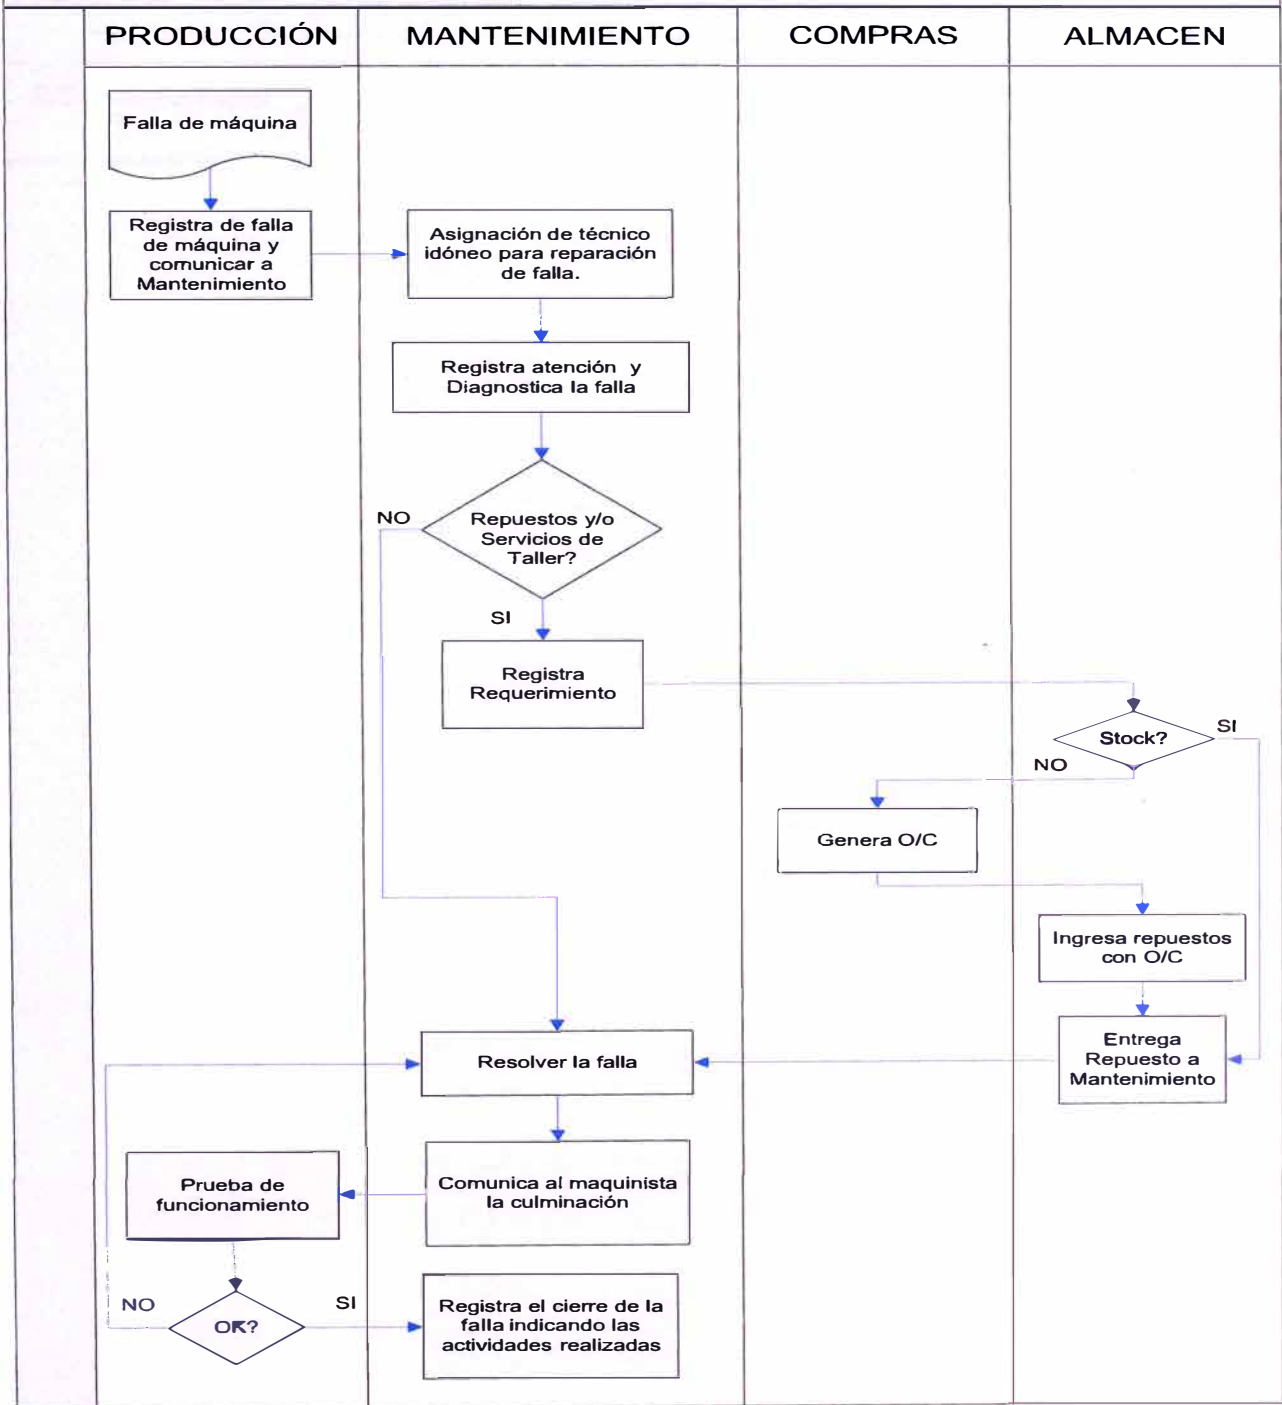 PRODUCCIÓN
MANTENIMIENTO
COMPRAS
ALMACEN
Falla de máquina
Registra de falla
de máquina y
comunicar a
Mantenimiento
Asignación de técnico
idóneo para reparación
de falla.
Registra atención y
Diagnostica la falla
NO
Repuestos y/o
Servicios de
Taller?
SI
Registra
Requerimiento
Stock?
SI
NO
Genera O/C
Ingresa repuestos
con O/C
Entrega
Repuesto a
Mantenimiento
Resolver la falla
Comunica al maquinista
la culminación
Prueba de
funcionamiento
NO
OK?
SI
Registra el cierre de la
falla indicando las
actividades realizadas